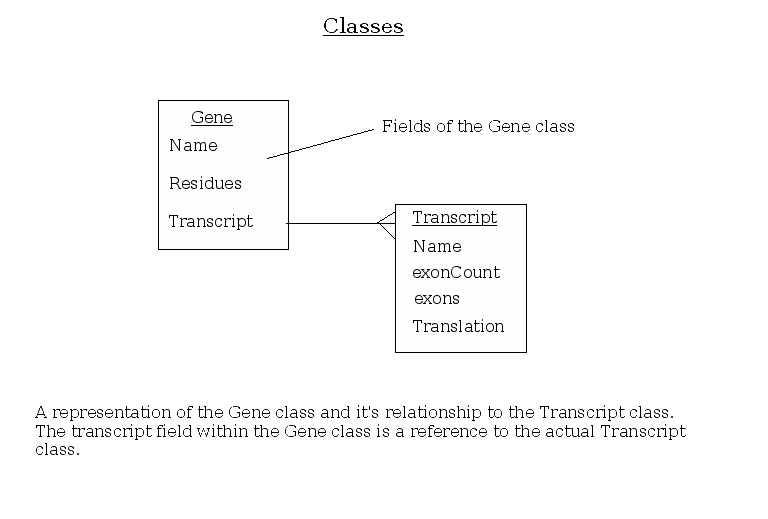 Classes
Gene
Name
Residues
Transcript
Fields of the Gene class
Transcript
Name
exonCount
exons
Translation
A representation of the Gene class and it's relationship to the Transcript class.
The transcript field within the Gene class is a reference to the actual Transcript
class.